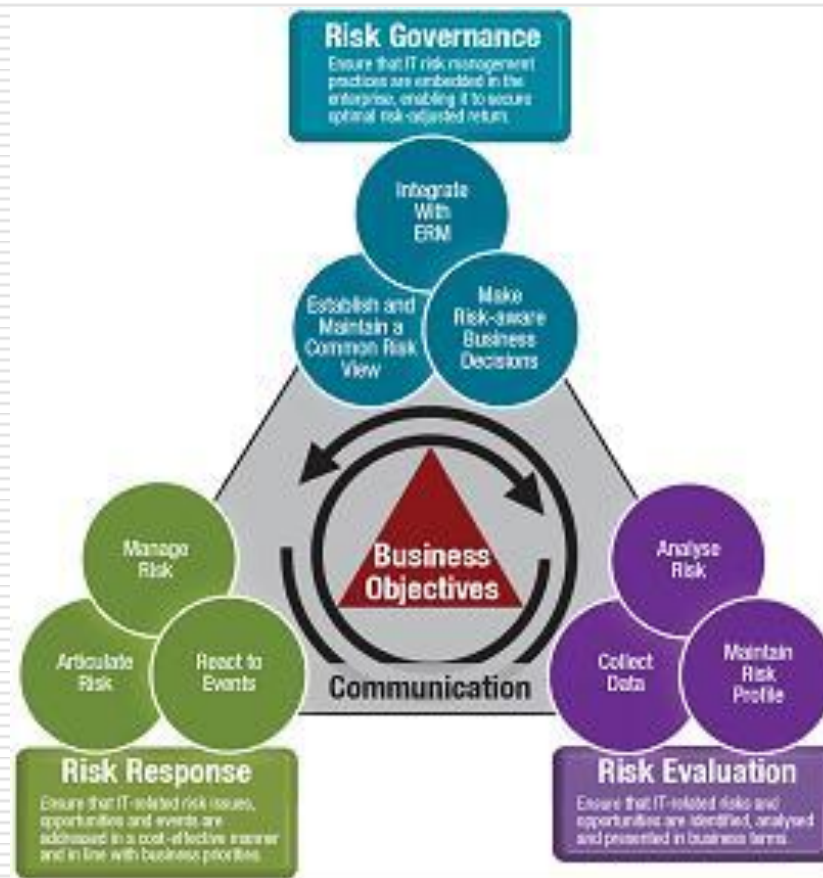 Risk Governance
Ensure that IT risk management
practices are embedded in the
enterprise, enabling it to secure
optimal risk-adjusted return.
Integrate
With
ERM
Establish and
Maintain a
Common Risk
View
Make
Risk-aware
Business
Decisions
Business
Objectives
Communication
Manage
Risk
Articulate
Risk
React to
Events
Risk Response
Ensure that IT-related risk issues,
opportunities and events are
addressed in a cost-effective manner
and in line with business priorities.
Analyse
Risk
Collect
Data
Maintain
Risk
Profile
Risk Evaluation
Ensure that IT-related risks and
opportunities are identified, analysed
and presented in business terms.